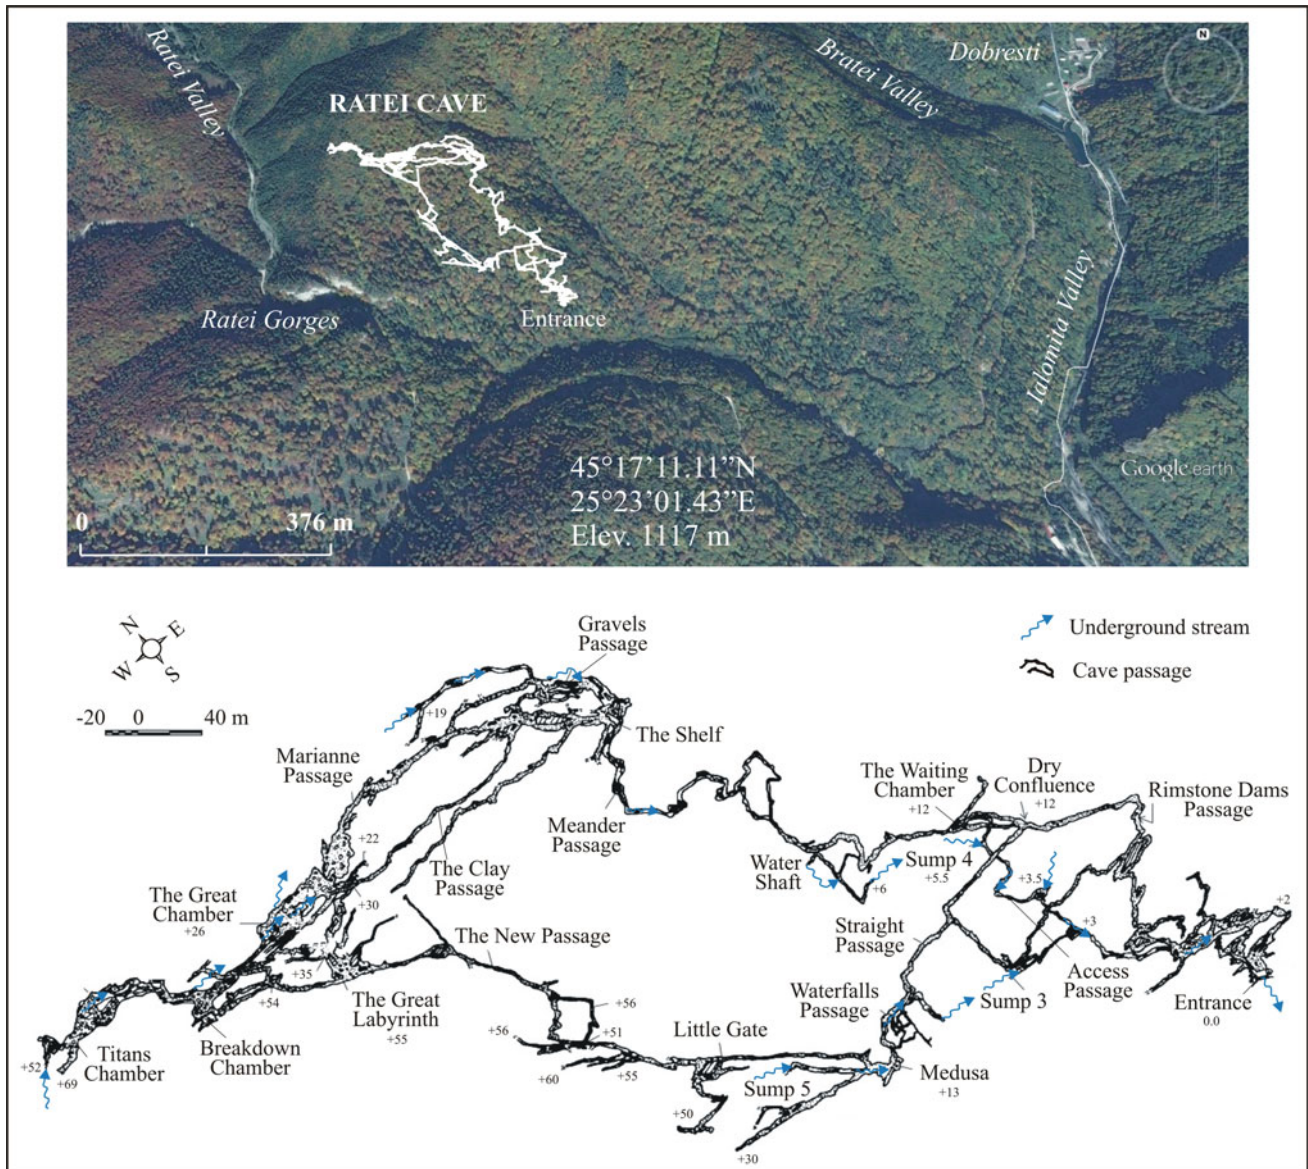 Ratei Valley
RATEI CAVE
Bratei Valley
Dobresti
N
Ratei Gorges
Entrance
Ialomita Valley
Google earth
45°17'11.11”N
25°23'01.43”E
Elev. 1117 m
0 376 m
N
E
W
S
-20 0 40 m
Underground stream
Cave passage
Gravels
Passage
+19
The Shelf
Marianne
Passage
Meander
Passage
The Waiting
Chamber
+12
Dry
Confluence
+12
Rimstone Dams
Passage
+22
The Clay
Passage
Water
Shaft
+6
Sump 4
+5.5
+3.5
The Great
Chamber
+26
+30
Straight
Passage
+3
+2
The New Passage
+35
Access
Passage
Entrance
0.0
+54
The Great
Labyrinth
+55
Waterfalls
Passage
Sump 3
+56
+56
+51
Little Gate
Breakdown
Chamber
Titans
Chamber
+52
+69
+60
+55
Sump 5
Medusa
+13
+50
+30